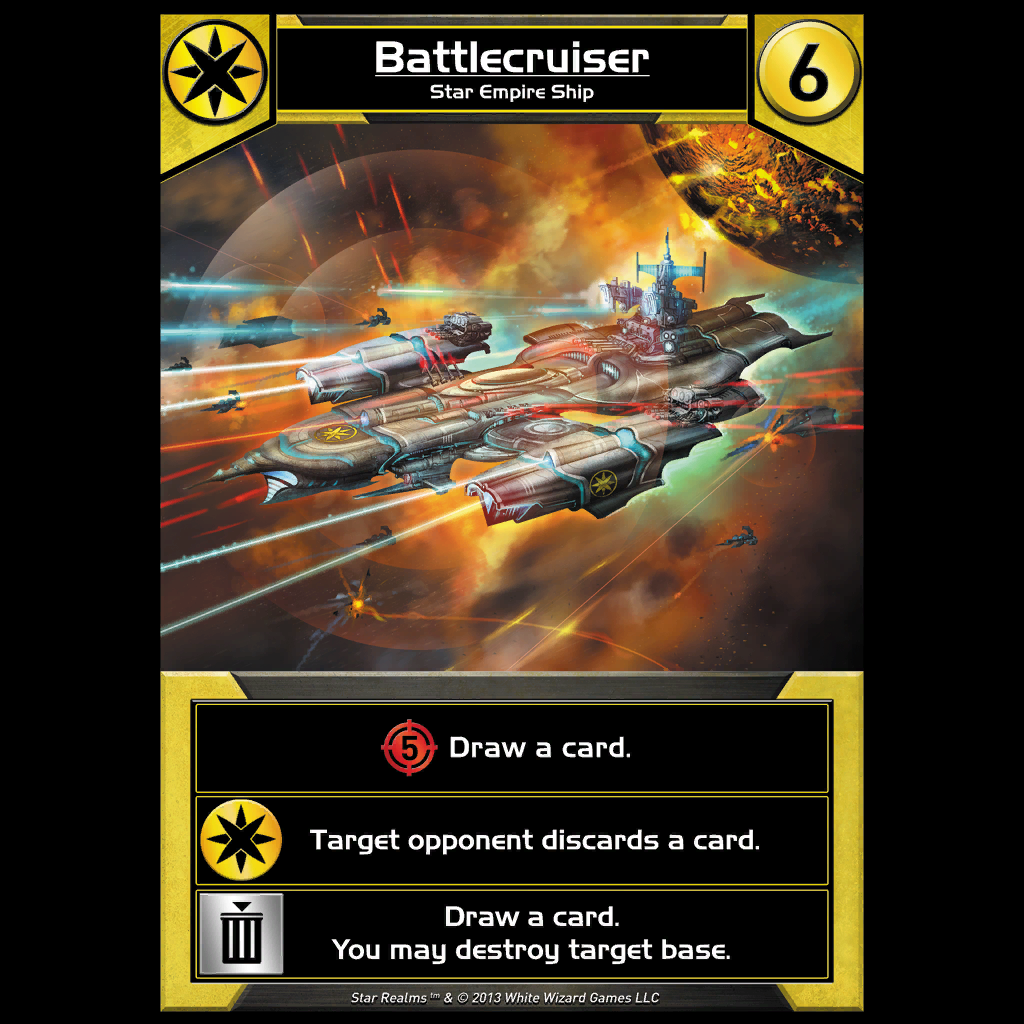 Battlecruiser
Star Empire Ship
6
5 Draw a card.
Target opponent discards a card.
Draw a card.
You may destroy target base.
Star Realms™ & © 2013 White Wizard Games LLC